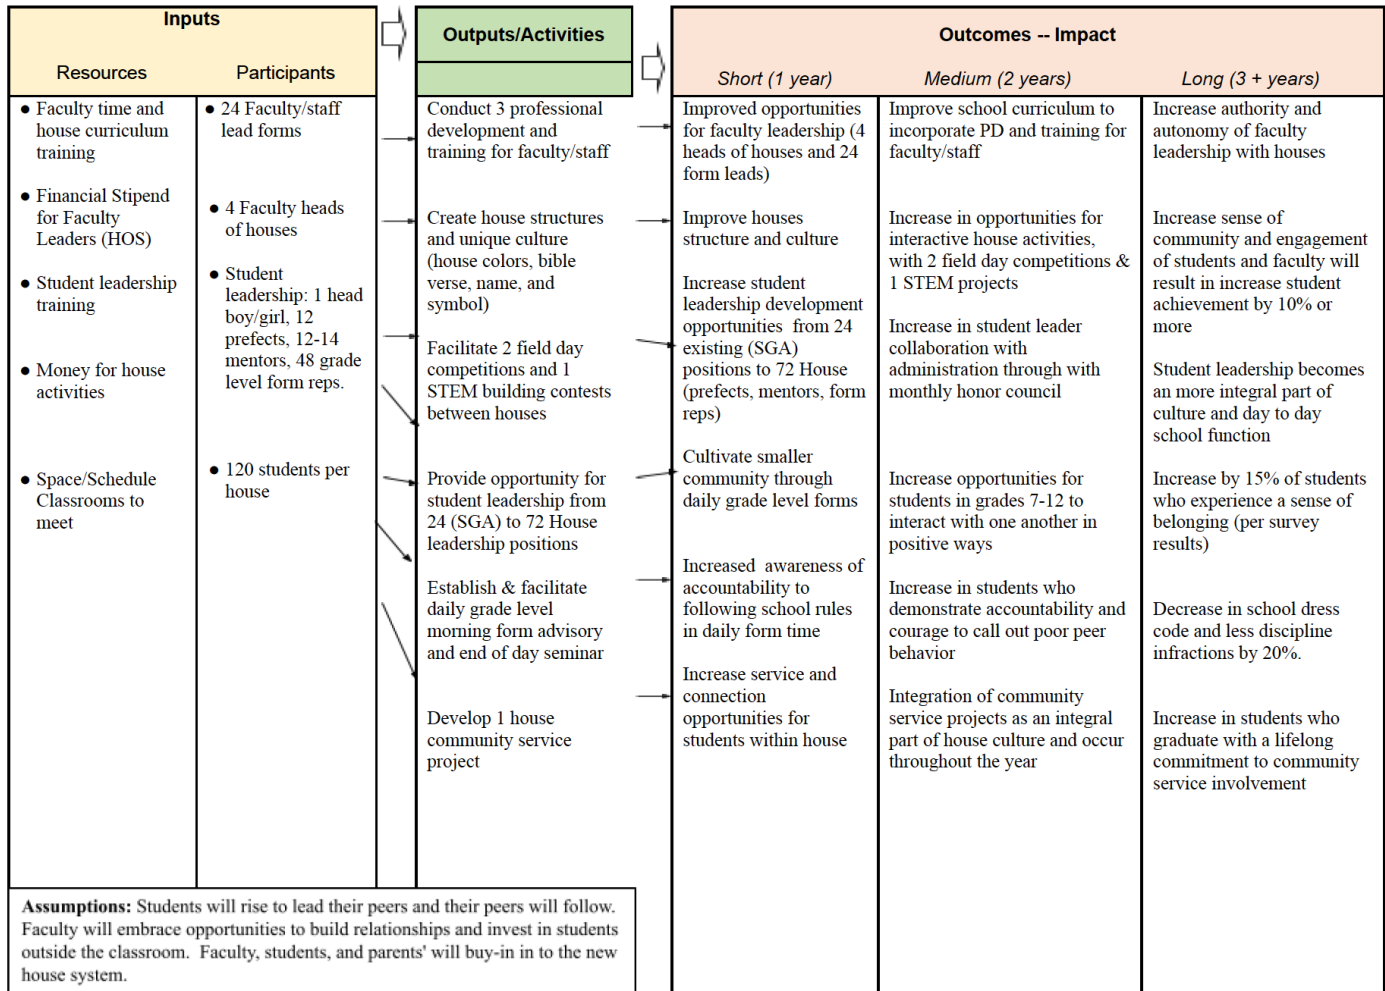 Inputs
Resources
Participants
Outputs/Activities
Outcomes -- Impact
Short (1 year)
Medium (2 years)
Long (3 + years)
● Faculty time and
house curriculum
training
● Financial Stipend
for Faculty
Leaders (HOS)
● Student leadership
training
● Money for house
activities
● Space/Schedule
Classrooms to
meet
● 24 Faculty/staff
lead forms
● 4 Faculty heads
of houses
● Student
leadership: 1 head
boy/girl, 12
prefects, 12-14
mentors, 48 grade
level form reps.
● 120 students per
house
Conduct 3 professional
development and
training for faculty/staff
Create house structures
and unique culture
(house colors, bible
verse, name, and
symbol)
Facilitate 2 field day
competitions and 1
STEM building contests
between houses
Provide opportunity for
student leadership from
24 (SGA) to 72 House
leadership positions
Establish & facilitate
daily grade level
morning form advisory
and end of day seminar
Develop 1 house
community service
project
Improved opportunities
for faculty leadership (4
heads of houses and 24
form leads)
Improve houses
structure and culture
Increase student
leadership development
opportunities from 24
existing (SGA)
positions to 72 House
(prefects, mentors, form
reps)
Cultivate smaller
community through
daily grade level forms
Increased awareness of
accountability to
following school rules
in daily form time
Increase service and
connection
opportunities for
students within house
Improve school curriculum to
incorporate PD and training for
faculty/staff
Increase in opportunities for
interactive house activities,
with 2 field day competitions &
1 STEM projects
Increase in student leader
collaboration with
administration through with
monthly honor council
Increase opportunities for
students in grades 7-12 to
interact with one another in
positive ways
Increase in students who
demonstrate accountability and
courage to call out poor peer
behavior
Integration of community
service projects as an integral
part of house culture and occur
throughout the year
Increase authority and
autonomy of faculty
leadership with houses
Increase sense of
community and engagement
of students and faculty will
result in increase student
achievement by 10% or
more
Student leadership becomes
an more integral part of
culture and day to day
school function
Increase by 15% of students
who experience a sense of
belonging (per survey
results)
Decrease in school dress
code and less discipline
infractions by 20%.
Increase in students who
graduate with a lifelong
commitment to community
service involvement
Assumptions: Students will rise to lead their peers and their peers will follow.
Faculty will embrace opportunities to build relationships and invest in students
outside the classroom. Faculty, students, and parents' will buy-in in to the new
house system.